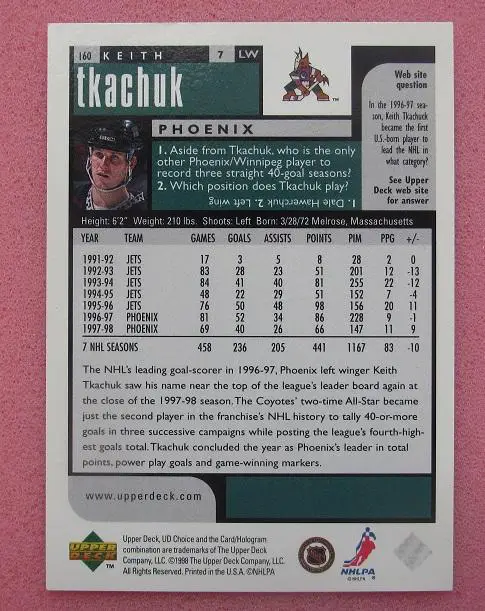 160 KEITH 7 LW
tkachuk
PHOENIX
1. Aside from Tkachuk, who is the only
other Phoenix/Winnipeg player to
record three straight 40-goal seasons?
2. Which position does Tkachuk play?
1. Dale Hawerchuk 2. Left wing
Web site
question
In the 1996-97 sea-
son, Keith Tkachuck
became the first
U.S.-born player to
lead the NHL in
what category?
See Upper
Deck web site
for answer
Height: 6'2" Weight: 210 lbs. Shoots: Left Born: 3/28/72 Melrose, Massachusetts
YEAR TEAM GAMES GOALS ASSISTS POINTS PIM PPG +/-
1991-92 JETS 17 3 5 8 28 2 0
1992-93 JETS 83 28 23 51 201 12 -13
1993-94 JETS 84 41 40 81 255 22 -12
1994-95 JETS 48 22 29 51 152 7 -4
1995-96 JETS 76 50 48 98 156 20 11
1996-97 PHOENIX 81 52 34 86 228 9 -1
1997-98 PHOENIX 69 40 26 66 147 11 9
7 NHL SEASONS 458 236 205 441 1167 83 -10
The NHL's leading goal-scorer in 1996-97, Phoenix left winger Keith
Tkachuk saw his name near the top of the league's leader board again at
the close of the 1997-98 season. The Coyotes' two-time All-Star became
just the second player in the franchise's NHL history to tally 40-or-more
goals in three successive campaigns while posting the league's fourth-high-
est goals total. Tkachuk concluded the year as Phoenix's leader in total
points, power play goals and game-winning markers.
www.upperdeck.com
UPPER
DECK
Upper Deck, UD Choice and the Card/Hologram
combination are trademarks of The Upper Deck
Company, LLC. ©1998 The Upper Deck Company, LLC.
All Rights Reserved. Printed in the U.S.A. ©NHLPA
NHLPA
© NHLPA